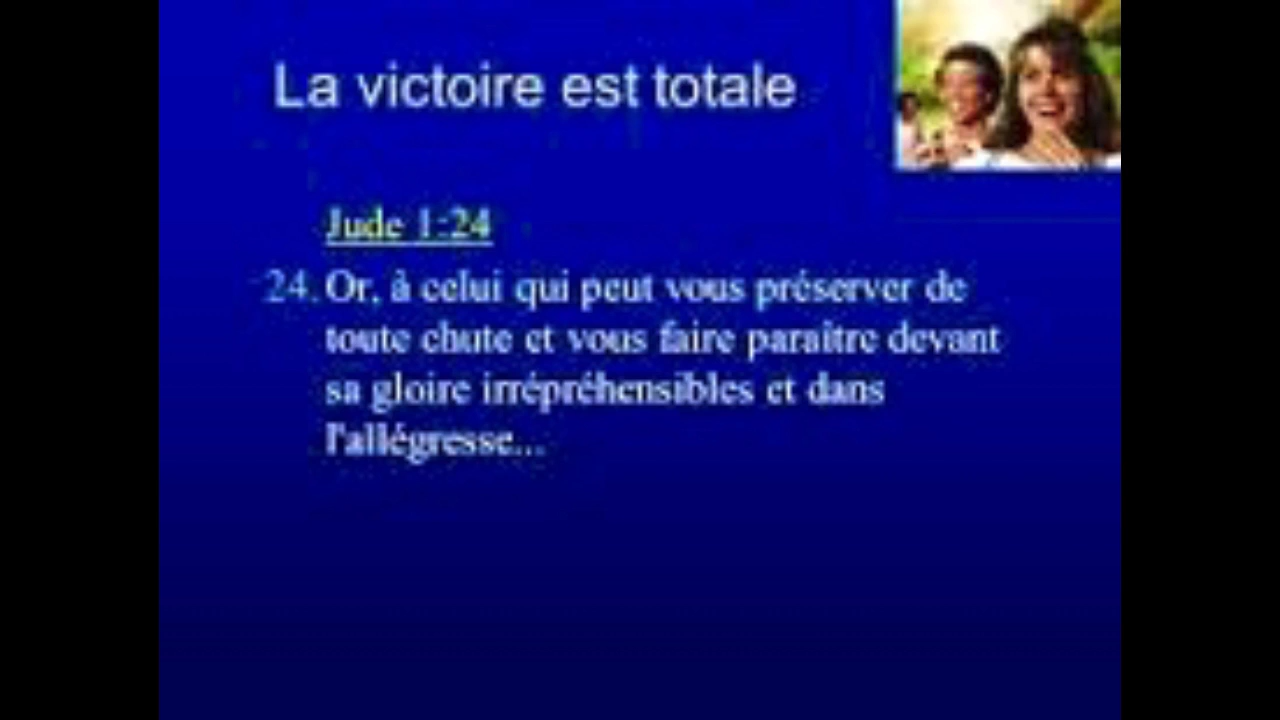 La victoire est totale
Jude 1:24
24. Or, à celui qui peut vous préserver de
toute chute et vous faire paraître devant
sa gloire irrépréhensibles et dans
l'allégresse...